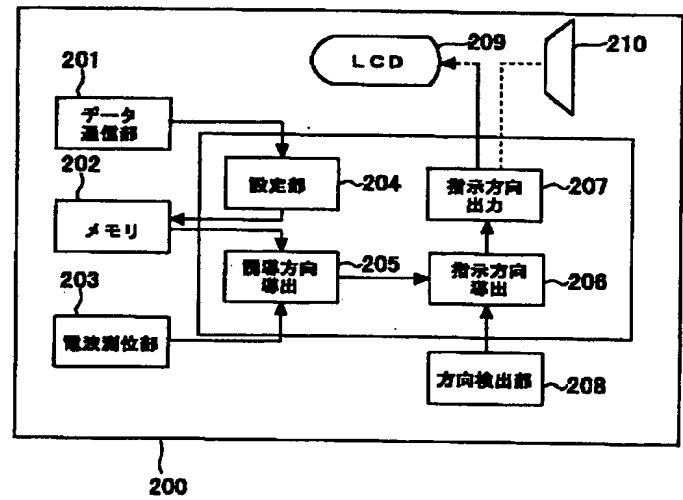 209
210
LCD
201
データ
通信部
202
設定部
204
指示方向
出力
207
メモリ
203
誘導方向
導出
205
指示方向
導出
206
電波測位部
方向検出部
208
200